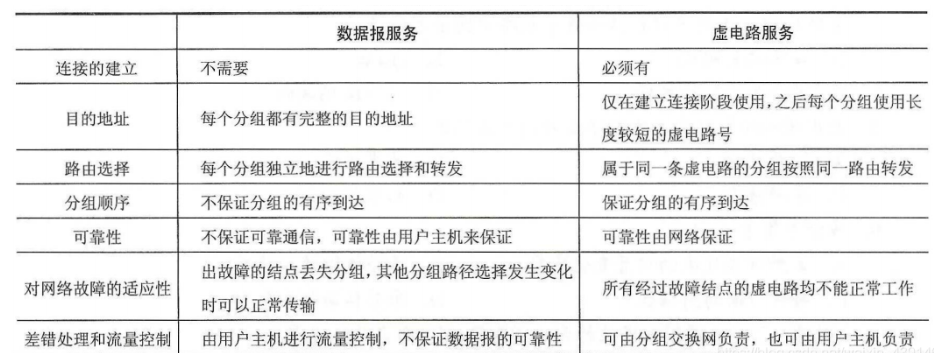 数据报服务 虚电路服务
连接的建立 不需要 必须有
目的地址 每个分组都有完整的目的地址 仅在建立连接阶段使用，之后每个分组使用长
度较短的虚电路号
路由选择 每个分组独立地进行路由选择和转发 属于同一条虚电路的分组按照同一路由转发
分组顺序 不保证分组的有序到达 保证分组的有序到达
可靠性 不保证可靠通信，可靠性由用户主机来保证 可靠性由网络保证
对网络故障的适应性 出故障的结点丢失分组，其他分组路径选择发生变化
时可以正常传输 所有经过故障结点的虚电路均不能正常工作
差错处理和流量控制 由用户主机进行流量控制，不保证数据报的可靠性 可由分组交换网负责，也可由用户主机负责